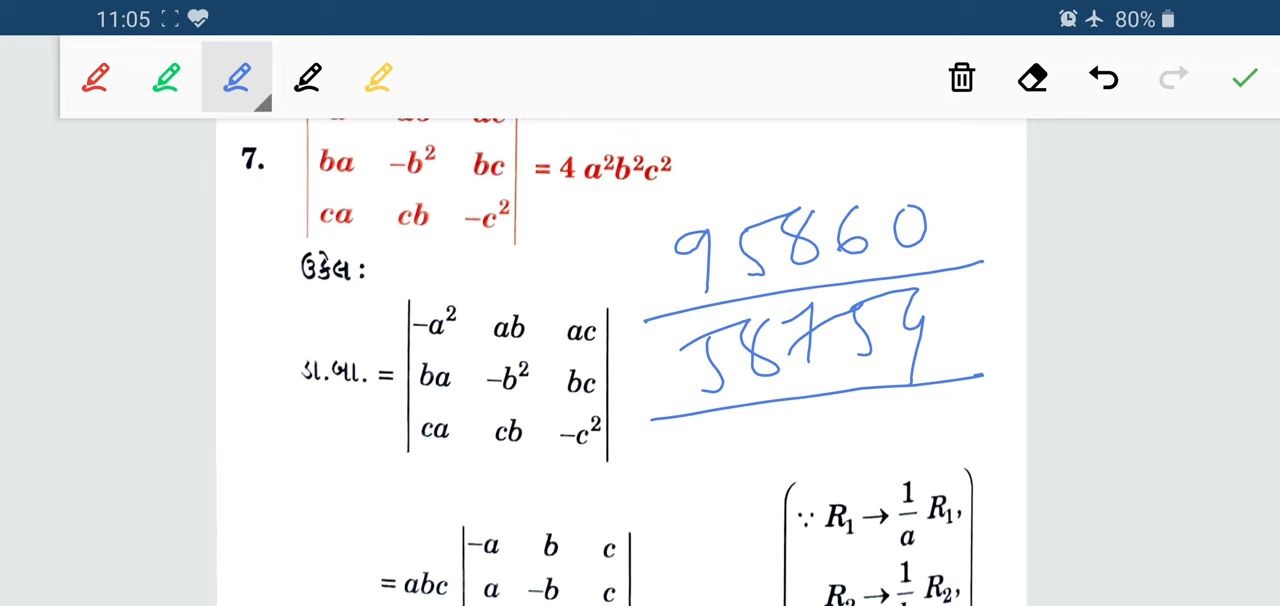 11:05 80%
7. ba −b² bc = 4 a²b²c²
ca cb −c²
ઉકેલ :
−a² ab ac
ડા.બા. = ba −b² bc
ca cb −c²
95860
58759
−a b c
= abc a −b c
∵ R₁ → 1/a R₁,
R₂ → 1/ R₂,